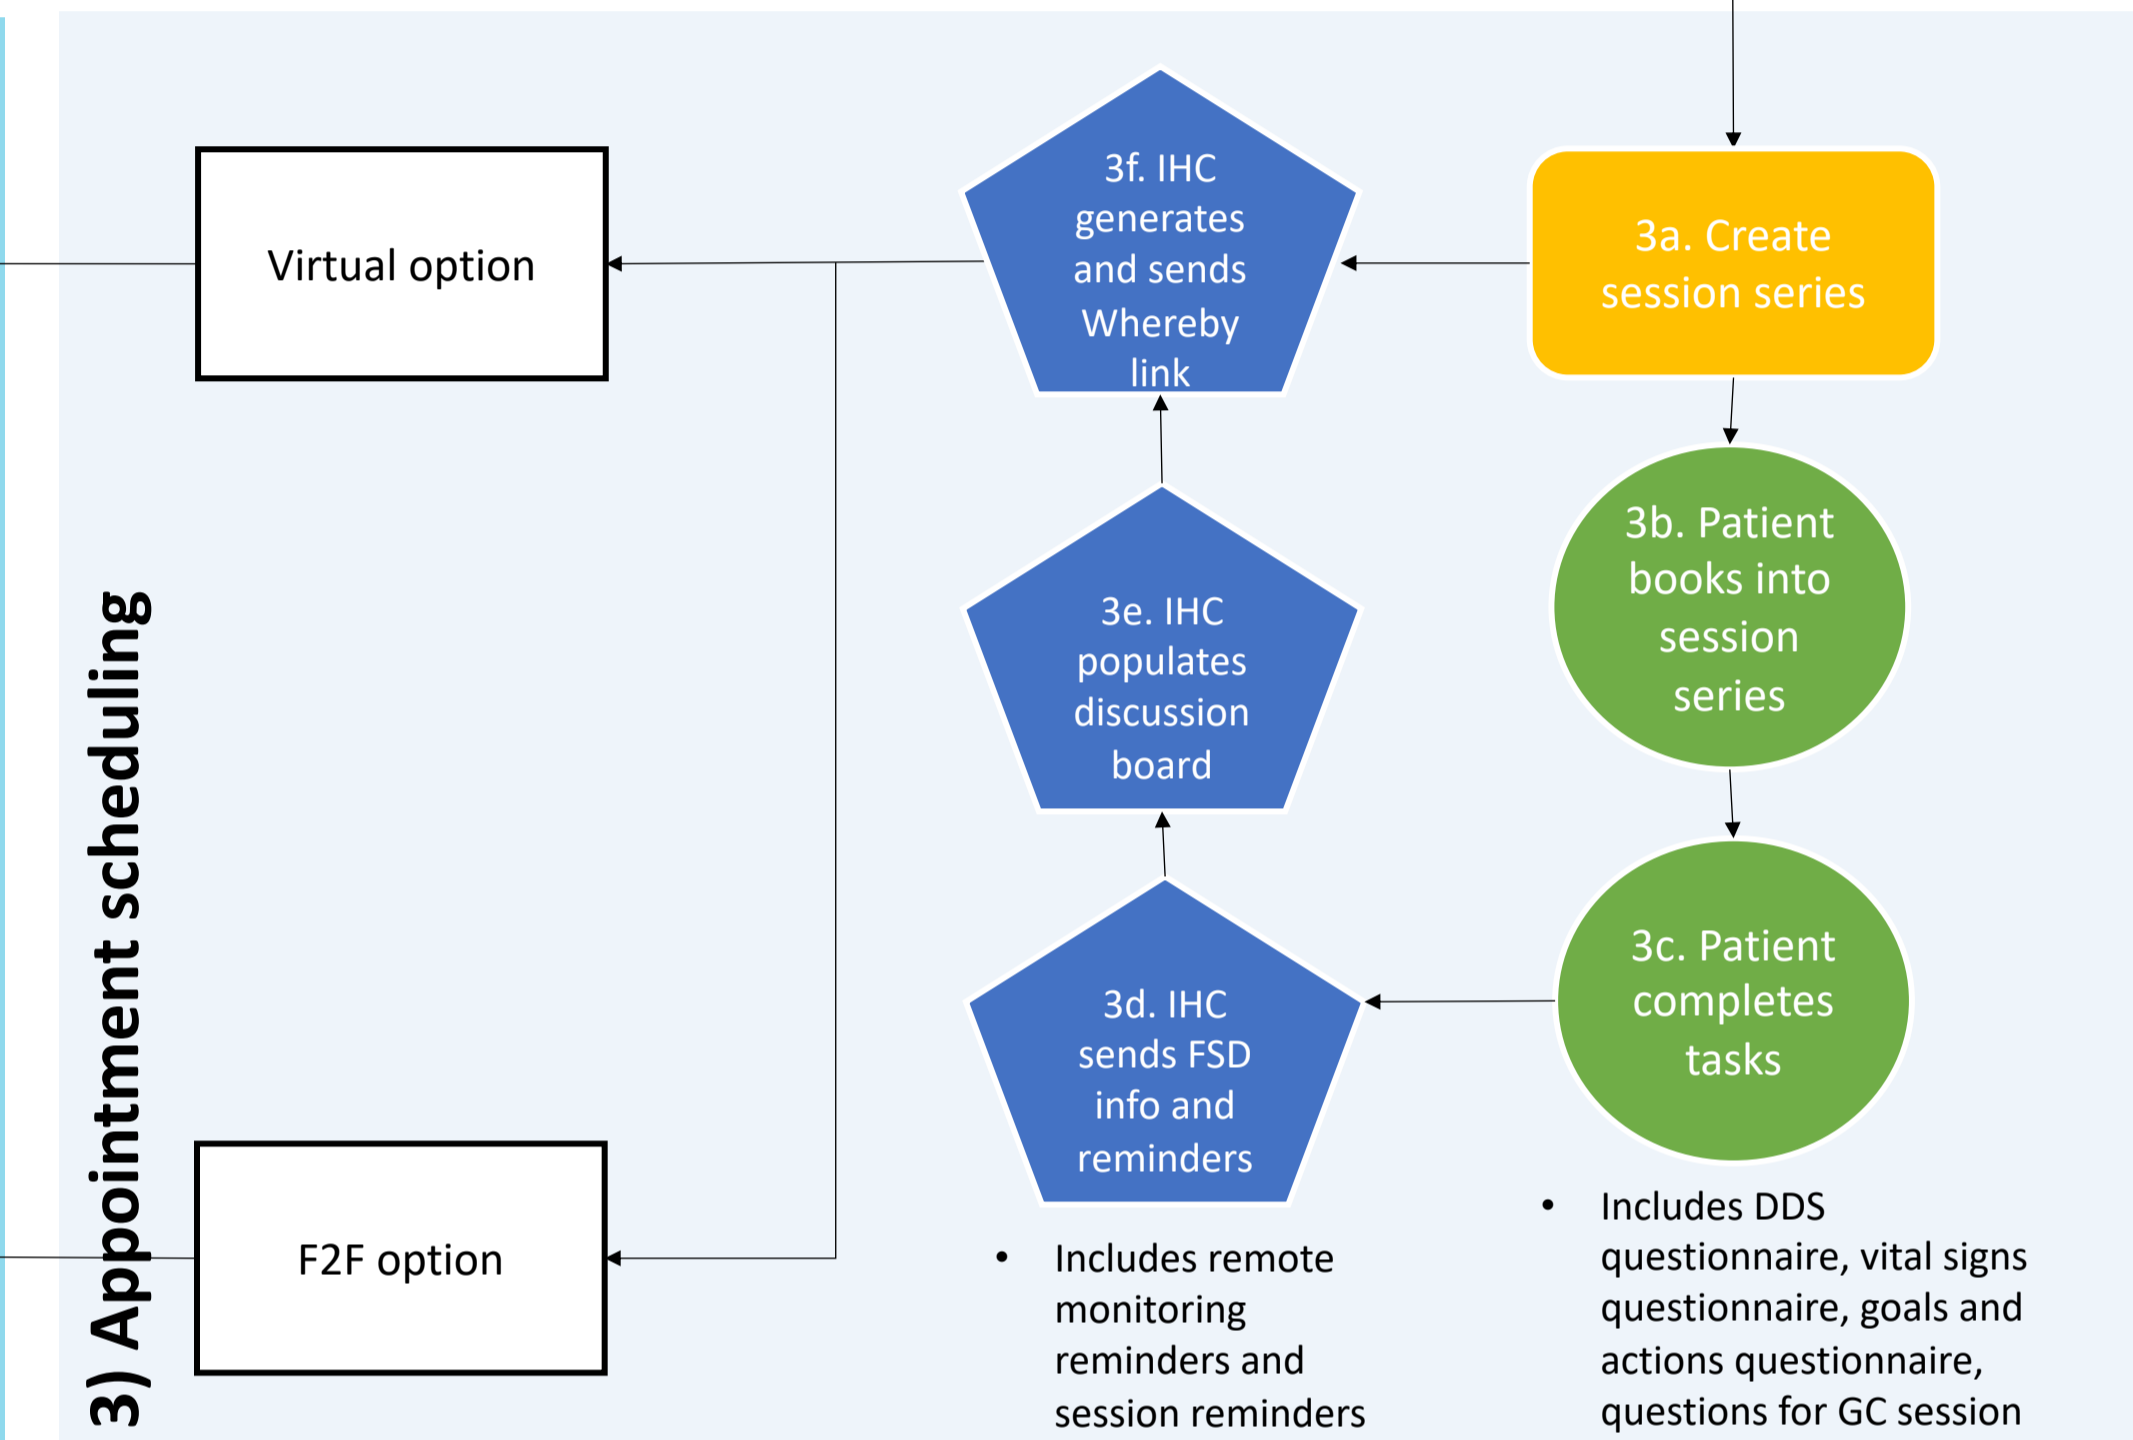 3) Appointment scheduling
Virtual option
F2F option
3f. IHC
generates
and sends
Whereby
link
3a. Create
session series
3b. Patient
books into
session
series
3e. IHC
populates
discussion
board
3c. Patient
completes
tasks
3d. IHC
sends FSD
info and
reminders
• Includes remote
monitoring
reminders and
session reminders
• Includes DDS
questionnaire, vital signs
questionnaire, goals and
actions questionnaire,
questions for GC session